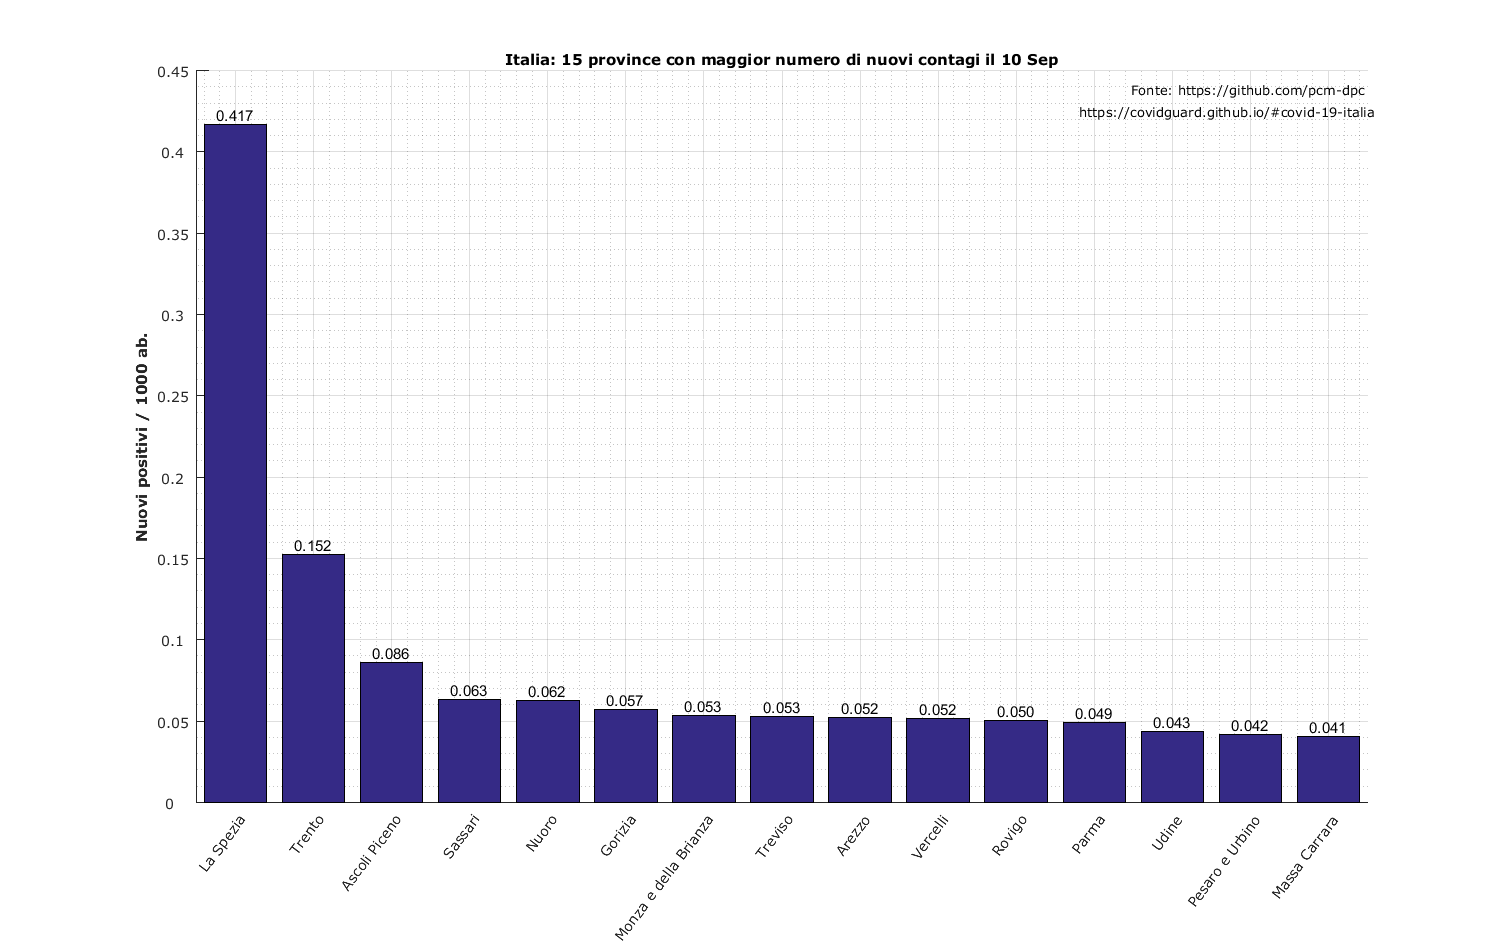 Italia: 15 province con maggior numero di nuovi contagi il 10 Sep
Fonte: https://github.com/pcm-dpc
https://covidguard.github.io/#covid-19-italia
Nuovi positivi / 1000 ab.
0.45
0.4
0.35
0.3
0.25
0.2
0.15
0.1
0.05
0
0.417
0.152
0.086
0.063
0.062
0.057
0.053
0.053
0.052
0.052
0.050
0.049
0.043
0.042
0.041
La Spezia
Trento
Ascoli Piceno
Sassari
Nuoro
Gorizia
Monza e della Brianza
Treviso
Arezzo
Vercelli
Rovigo
Parma
Udine
Pesaro e Urbino
Massa Carrara